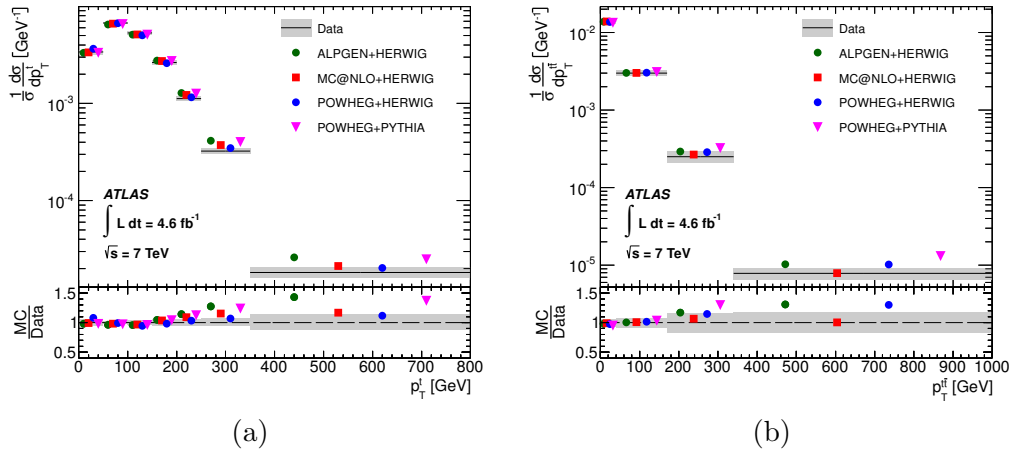 1/σ dσ/dp_T^t [GeV⁻¹]
10⁻³
10⁻⁴
Data
ALPGEN+HERWIG
MC@NLO+HERWIG
POWHEG+HERWIG
POWHEG+PYTHIA
ATLAS
∫ L dt = 4.6 fb⁻¹
√s = 7 TeV
MC/Data
1.5
1
0.5
0 100 200 300 400 500 600 700 800
p_T^t [GeV]
(a)
1/σ dσ/dp_T^{tt̄} [GeV⁻¹]
10⁻²
10⁻³
10⁻⁴
10⁻⁵
Data
ALPGEN+HERWIG
MC@NLO+HERWIG
POWHEG+HERWIG
POWHEG+PYTHIA
ATLAS
∫ L dt = 4.6 fb⁻¹
√s = 7 TeV
MC/Data
1.5
1
0.5
0 100 200 300 400 500 600 700 800 900 1000
p_T^{tt̄} [GeV]
(b)